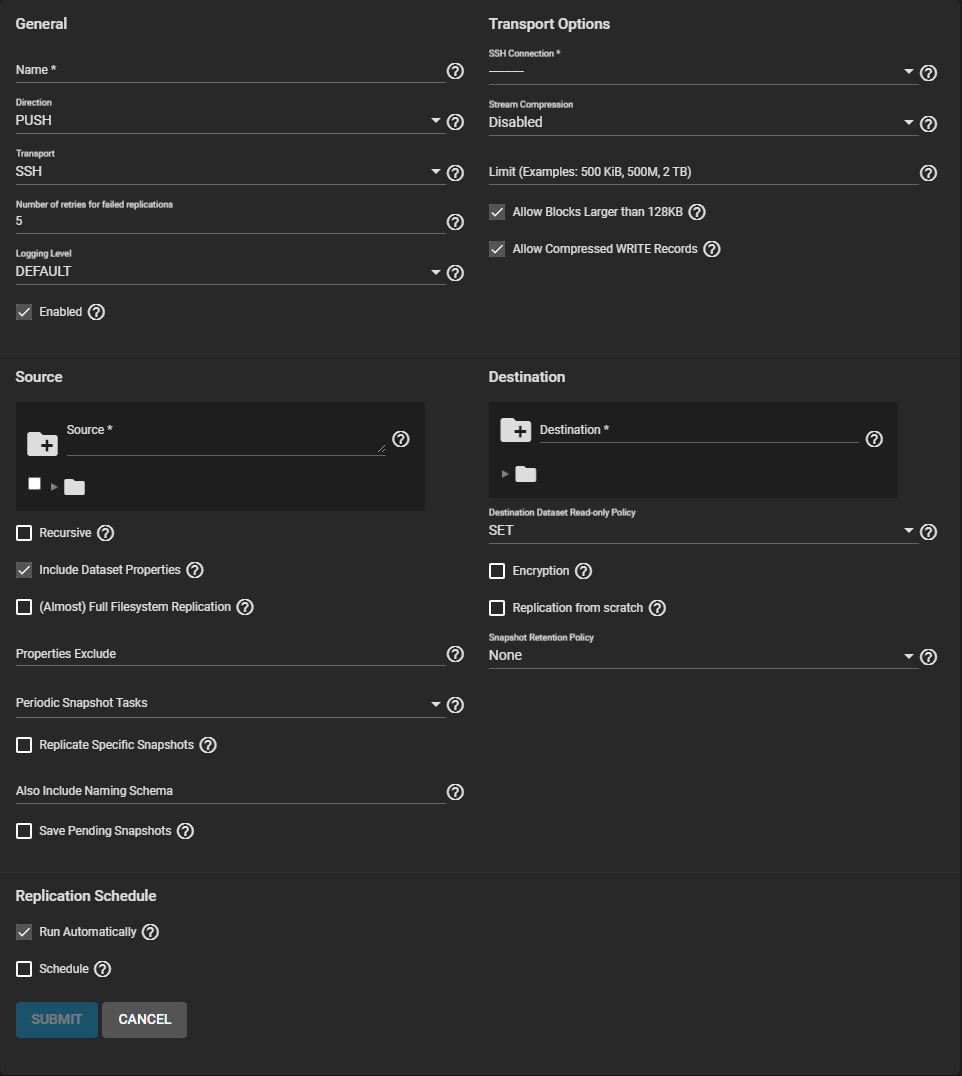 General
Name *
Direction
PUSH
Transport
SSH
Number of retries for failed replications
5
Logging Level
DEFAULT
Enabled
Transport Options
SSH Connection *
---------
Stream Compression
Disabled
Limit (Examples: 500 KiB, 500M, 2 TB)
Allow Blocks Larger than 128KB
Allow Compressed WRITE Records
Source
Source *
Recursive
Include Dataset Properties
(Almost) Full Filesystem Replication
Properties Exclude
Periodic Snapshot Tasks
Replicate Specific Snapshots
Also Include Naming Schema
Save Pending Snapshots
Destination
Destination *
Destination Dataset Read-only Policy
SET
Encryption
Replication from scratch
Snapshot Retention Policy
None
Replication Schedule
Run Automatically
Schedule
SUBMIT
CANCEL